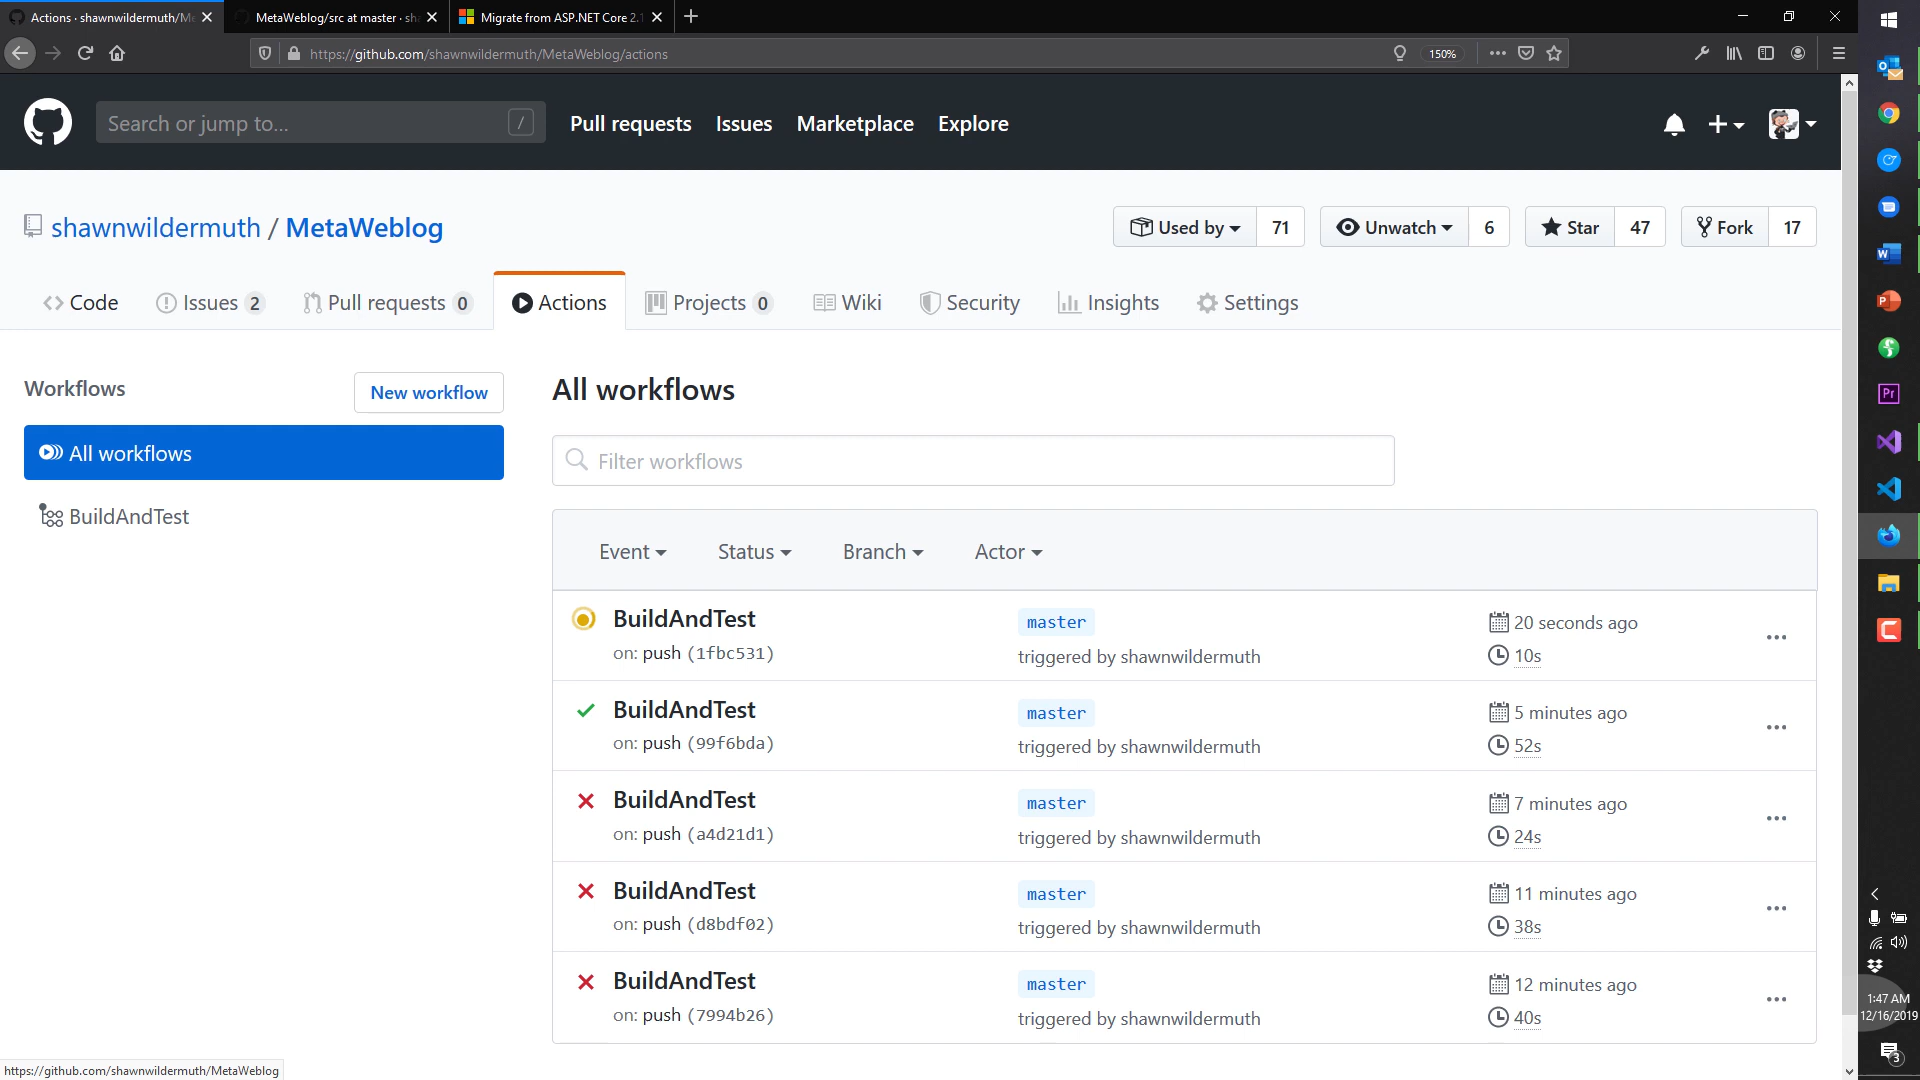 Actions · shawnwildermuth/Me
MetaWeblog/src at master · sha
Migrate from ASP.NET Core 2.1
https://github.com/shawnwildermuth/MetaWeblog/actions
150%
Search or jump to...
/
Pull requests
Issues
Marketplace
Explore
shawnwildermuth / MetaWeblog
Used by
71
Unwatch
6
Star
47
Fork
17
Code
Issues 2
Pull requests 0
Actions
Projects 0
Wiki
Security
Insights
Settings
Workflows
New workflow
All workflows
BuildAndTest
All workflows
Filter workflows
Event
Status
Branch
Actor
BuildAndTest
on: push (1fbc531)
master
triggered by shawnwildermuth
20 seconds ago
10s
BuildAndTest
on: push (99f6bda)
master
triggered by shawnwildermuth
5 minutes ago
52s
BuildAndTest
on: push (a4d21d1)
master
triggered by shawnwildermuth
7 minutes ago
24s
BuildAndTest
on: push (d8bdf02)
master
triggered by shawnwildermuth
11 minutes ago
38s
BuildAndTest
on: push (7994b26)
master
triggered by shawnwildermuth
12 minutes ago
40s
https://github.com/shawnwildermuth/MetaWeblog
Pr
1:47 AM
12/16/2019
3